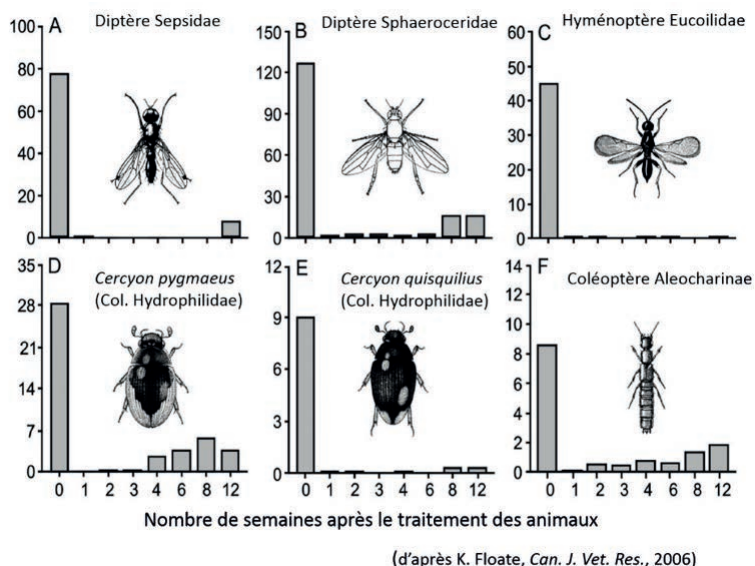 A Diptère Sepsidae
100
80
60
40
20
0
B Diptère Sphaeroceridae
150
120
90
60
30
0
C Hyménoptère Eucoilidae
60
50
40
30
20
10
0
D Cercyon pygmaeus
(Col. Hydrophilidae)
35
28
21
14
7
0
0 1 2 3 4 6 8 12
E Cercyon quisquilius
(Col. Hydrophilidae)
12
9
6
3
0
0 1 2 3 4 6 8 12
F Coléoptère Aleocharinae
14
12
10
8
6
4
2
0
0 1 2 3 4 6 8 12
Nombre de semaines après le traitement des animaux
(d'après K. Floate, Can. J. Vet. Res., 2006)